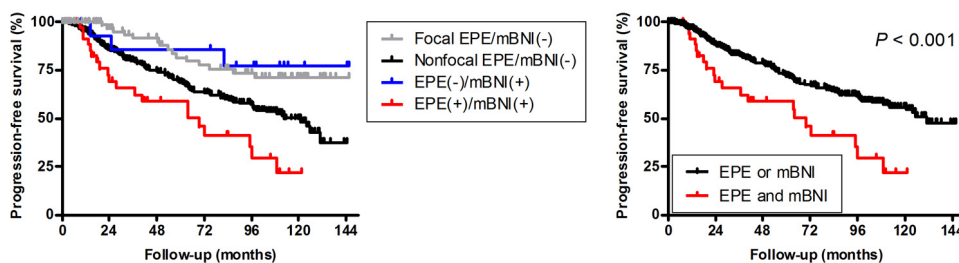 Progression-free survival (%)
100
75
50
25
0
0 24 48 72 96 120 144
Follow-up (months)
Focal EPE/mBNI(-)
Nonfocal EPE/mBNI(-)
EPE(-)/mBNI(+)
EPE(+)/mBNI(+)
Progression-free survival (%)
100
75
50
25
0
0 24 48 72 96 120 144
Follow-up (months)
P < 0.001
EPE or mBNI
EPE and mBNI